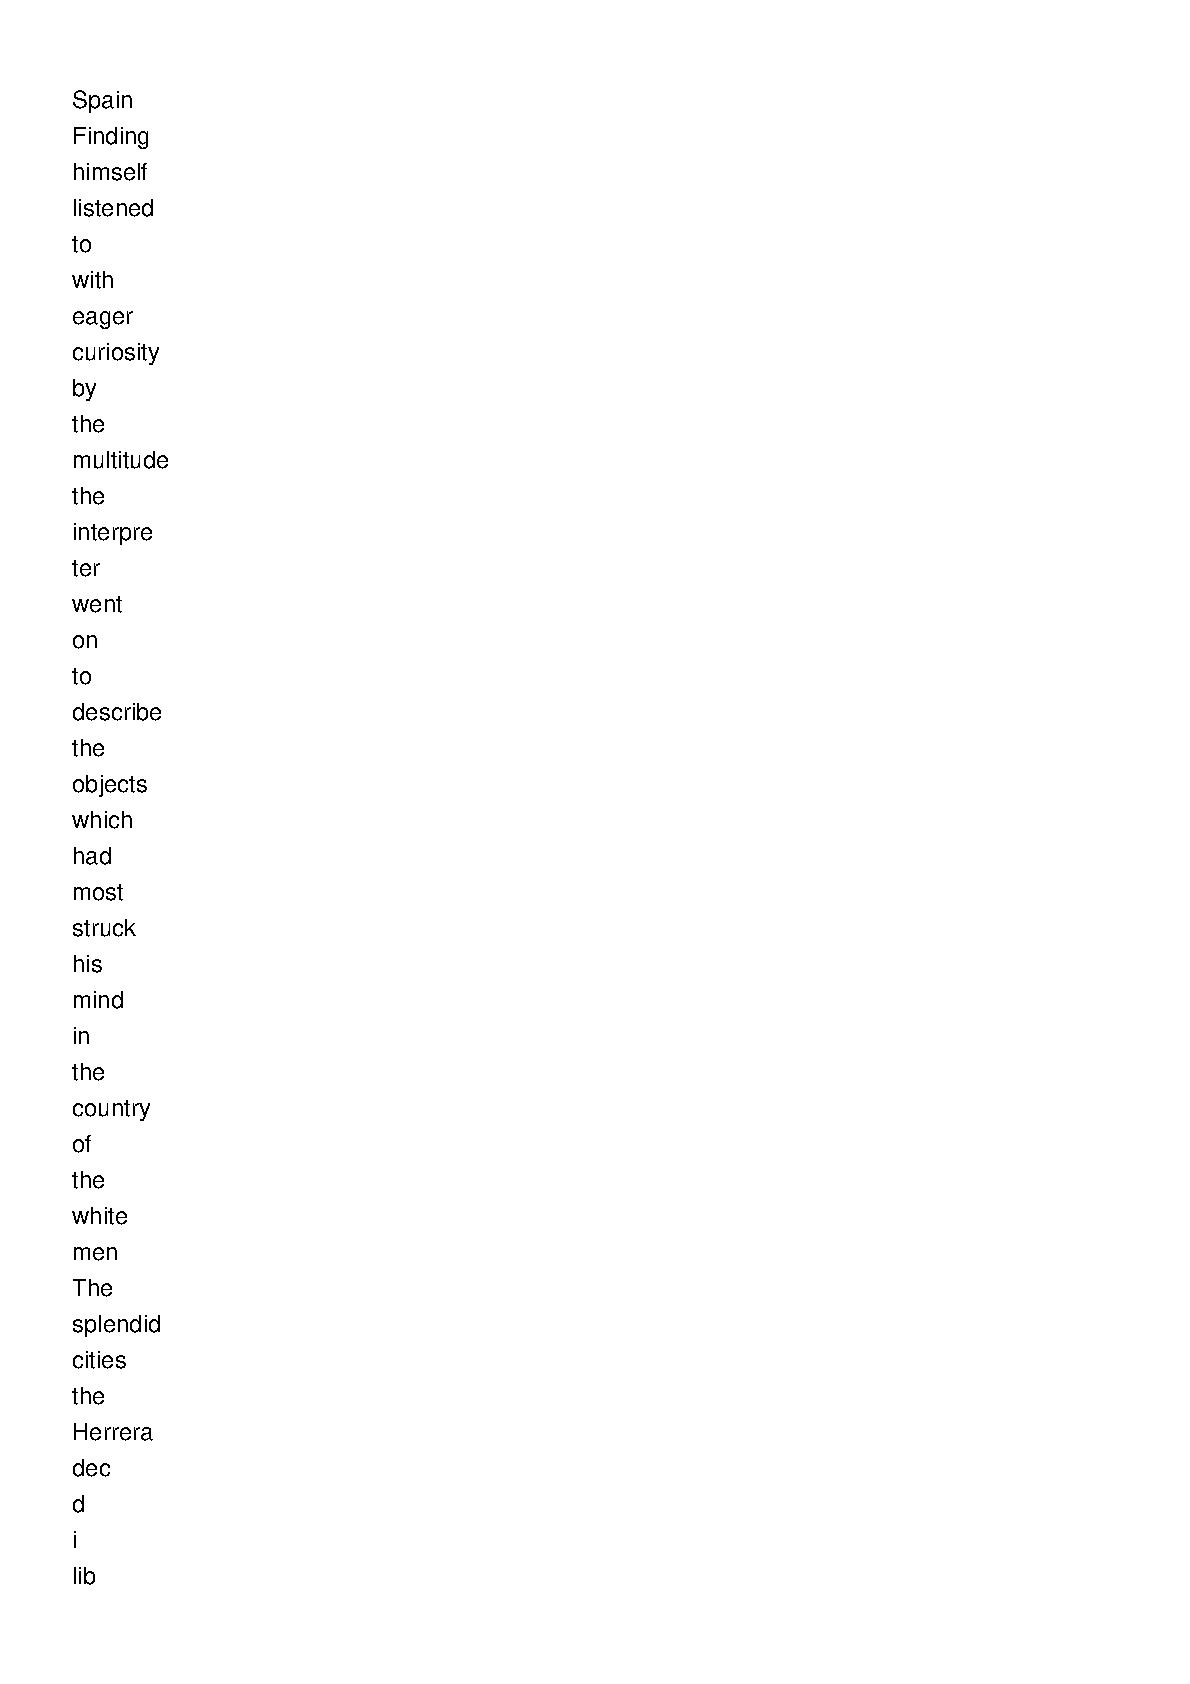 Spain
Finding
himself
listened
to
with
eager
curiosity
by
the
multitude
the
interpre
ter
went
on
to
describe
the
objects
which
had
most
struck
his
mind
in
the
country
of
the
white
men
The
splendid
cities
the
Herrera
dec
d
i
lib